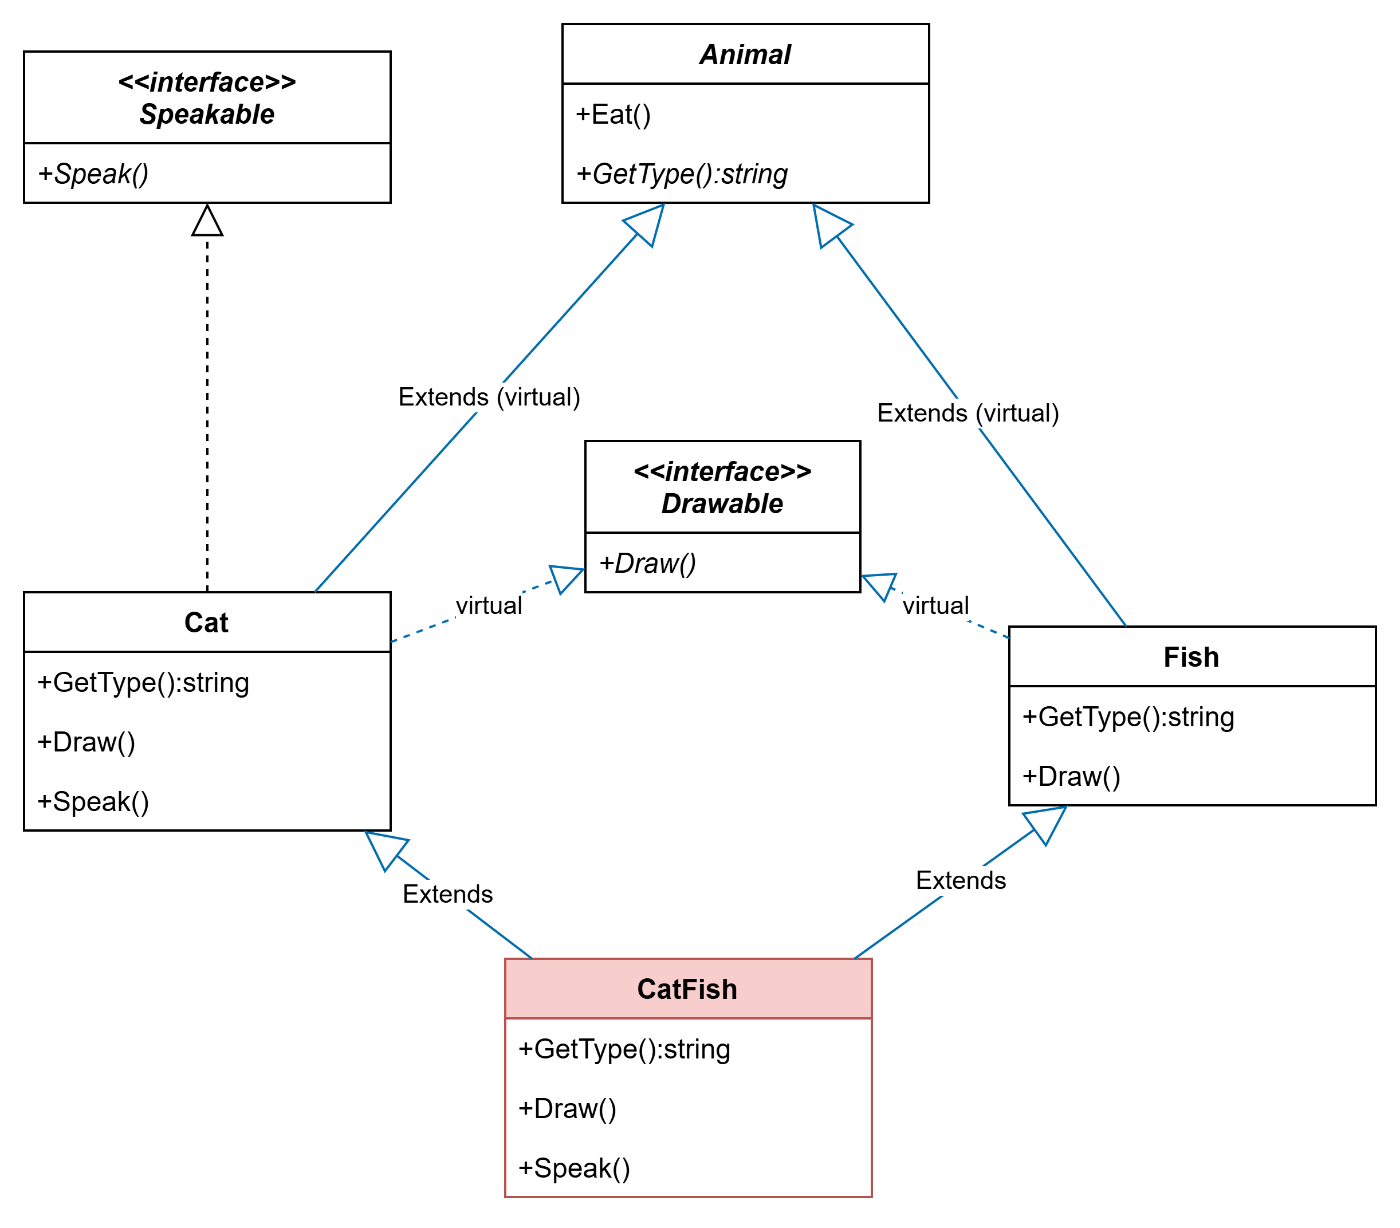 <<interface>>
Speakable
+Speak()
Animal
+Eat()
+GetType():string
Extends (virtual)
Extends (virtual)
<<interface>>
Drawable
+Draw()
virtual
virtual
Cat
+GetType():string
+Draw()
+Speak()
Fish
+GetType():string
+Draw()
Extends
Extends
CatFish
+GetType():string
+Draw()
+Speak()